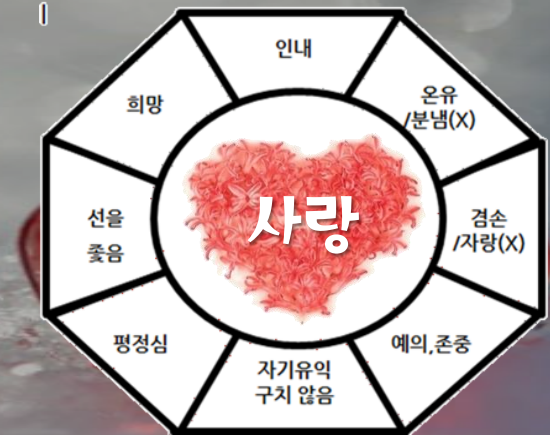 인내
온유
/분냄(X)
겸손
/자랑(X)
예의,존중
자기유익
구치 않음
평정심
선을
좇음
희망
사랑